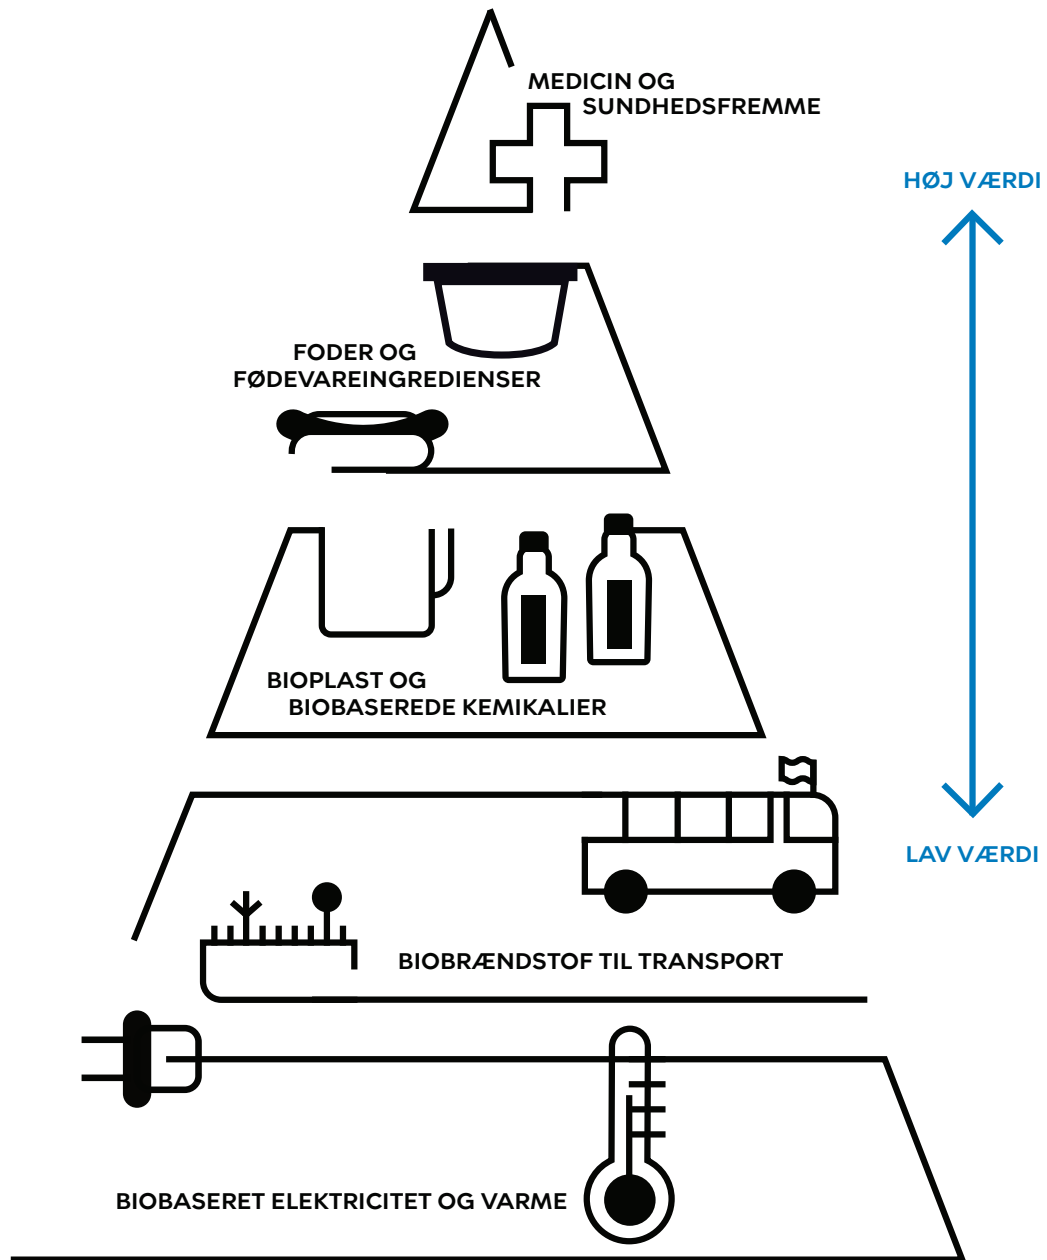 MEDICIN OG
SUNDHEDSFREMME
HØJ VÆRDI
FODER OG
FØDEVAREINGREDIENSER
BIOPLAST OG
BIOBASEREDE KEMIKALIER
LAV VÆRDI
BIOBRÆNDSTOF TIL TRANSPORT
BIOBASERET ELEKTRICITET OG VARME